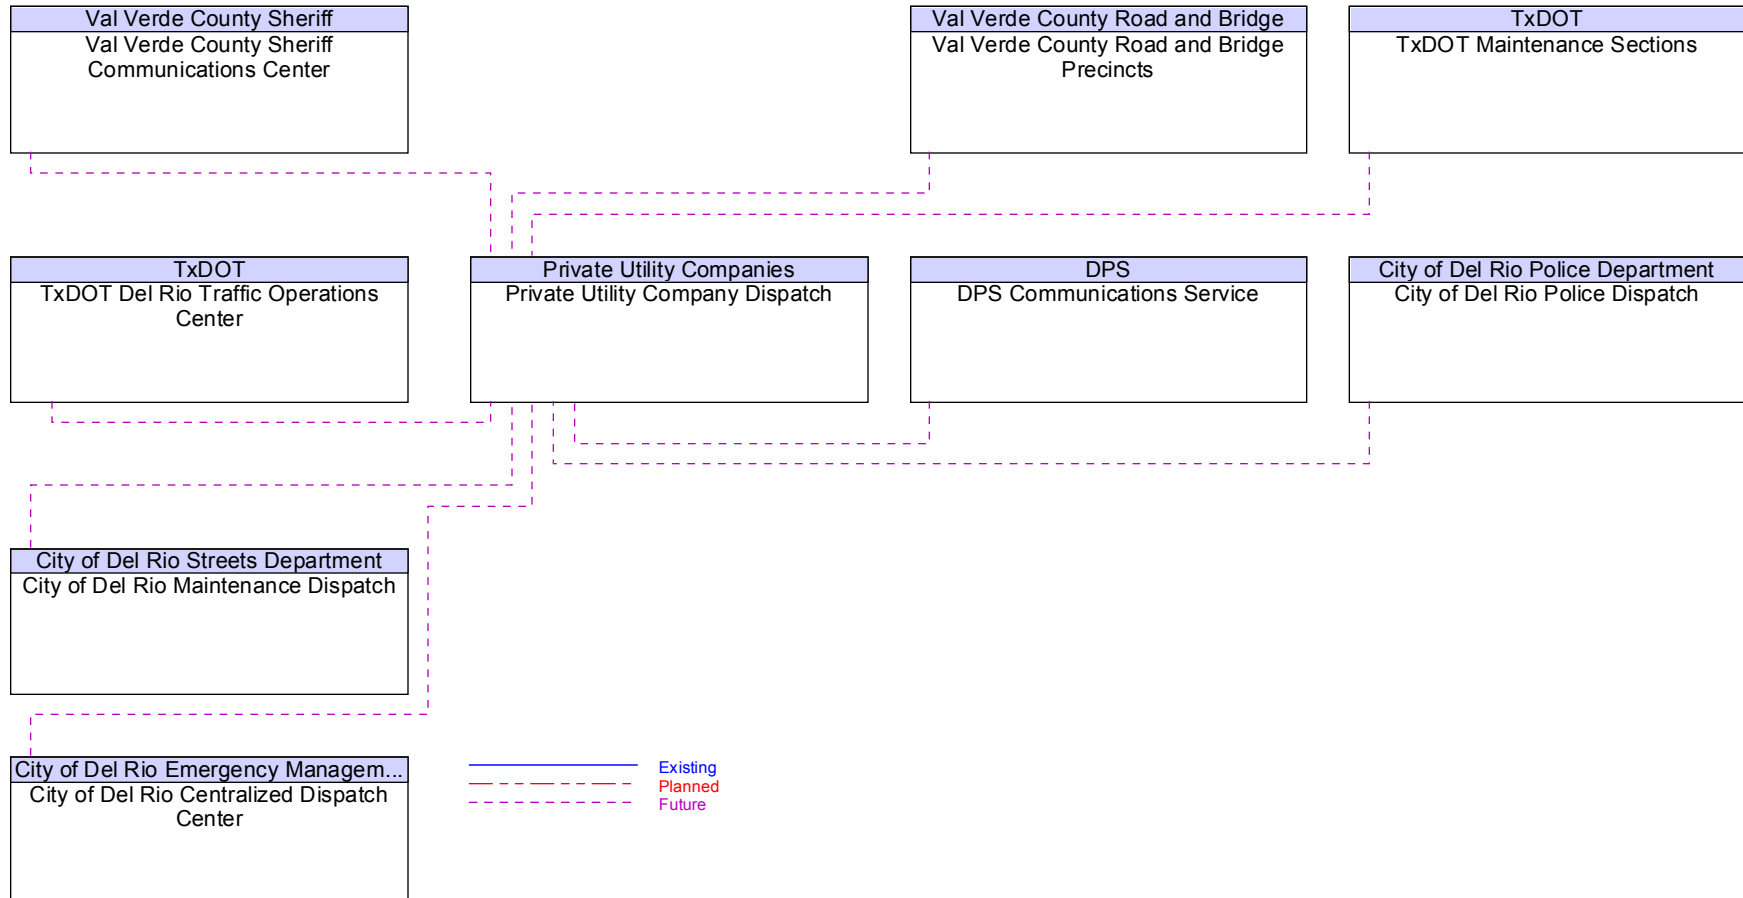 Val Verde County Sheriff
Val Verde County Sheriff
Communications Center
Val Verde County Road and Bridge
Val Verde County Road and Bridge
Precincts
TxDOT
TxDOT Maintenance Sections
TxDOT
TxDOT Del Rio Traffic Operations
Center
Private Utility Companies
Private Utility Company Dispatch
DPS
DPS Communications Service
City of Del Rio Police Department
City of Del Rio Police Dispatch
City of Del Rio Streets Department
City of Del Rio Maintenance Dispatch
City of Del Rio Emergency Managem...
City of Del Rio Centralized Dispatch
Center
Existing
Planned
Future